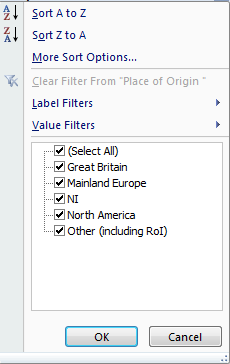 A
Z
Sort A to Z
Z
A
Sort Z to A
More Sort Options...
Clear Filter From "Place of Origin "
Label Filters
Value Filters
(Select All)
Great Britain
Mainland Europe
NI
North America
Other (including RoI)
OK
Cancel